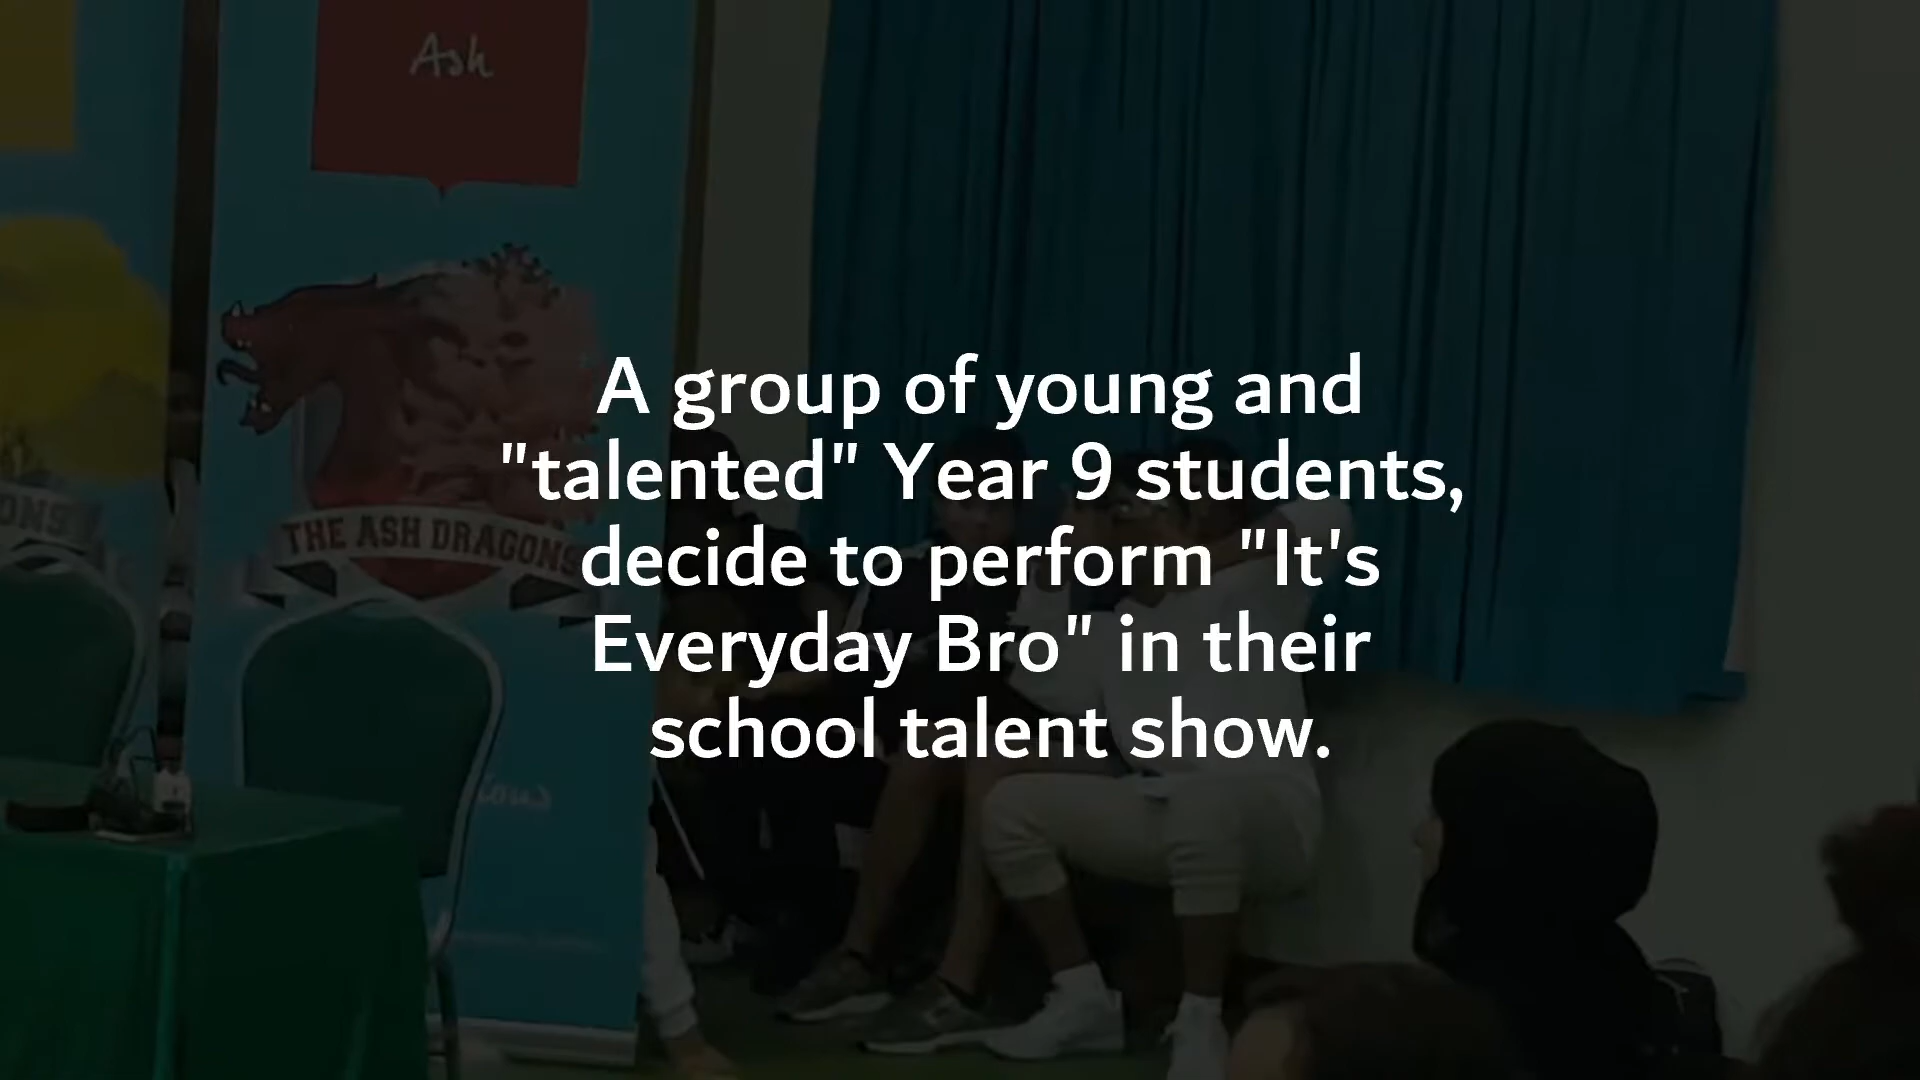 Ash
ONS
THE ASH DRAGONS
A group of young and
"talented" Year 9 students,
decide to perform "It's
Everyday Bro" in their
school talent show.